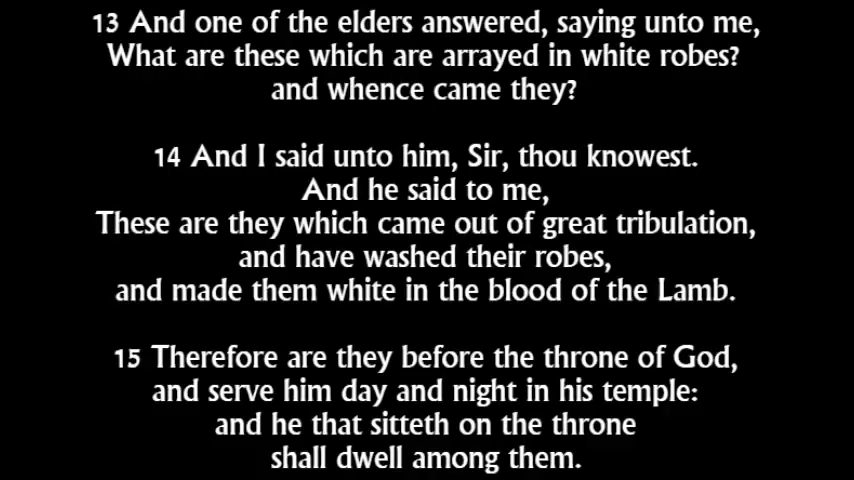 13 And one of the elders answered, saying unto me,
What are these which are arrayed in white robes?
and whence came they?
14 And I said unto him, Sir, thou knowest.
And he said to me,
These are they which came out of great tribulation,
and have washed their robes,
and made them white in the blood of the Lamb.
15 Therefore are they before the throne of God,
and serve him day and night in his temple:
and he that sitteth on the throne
shall dwell among them.